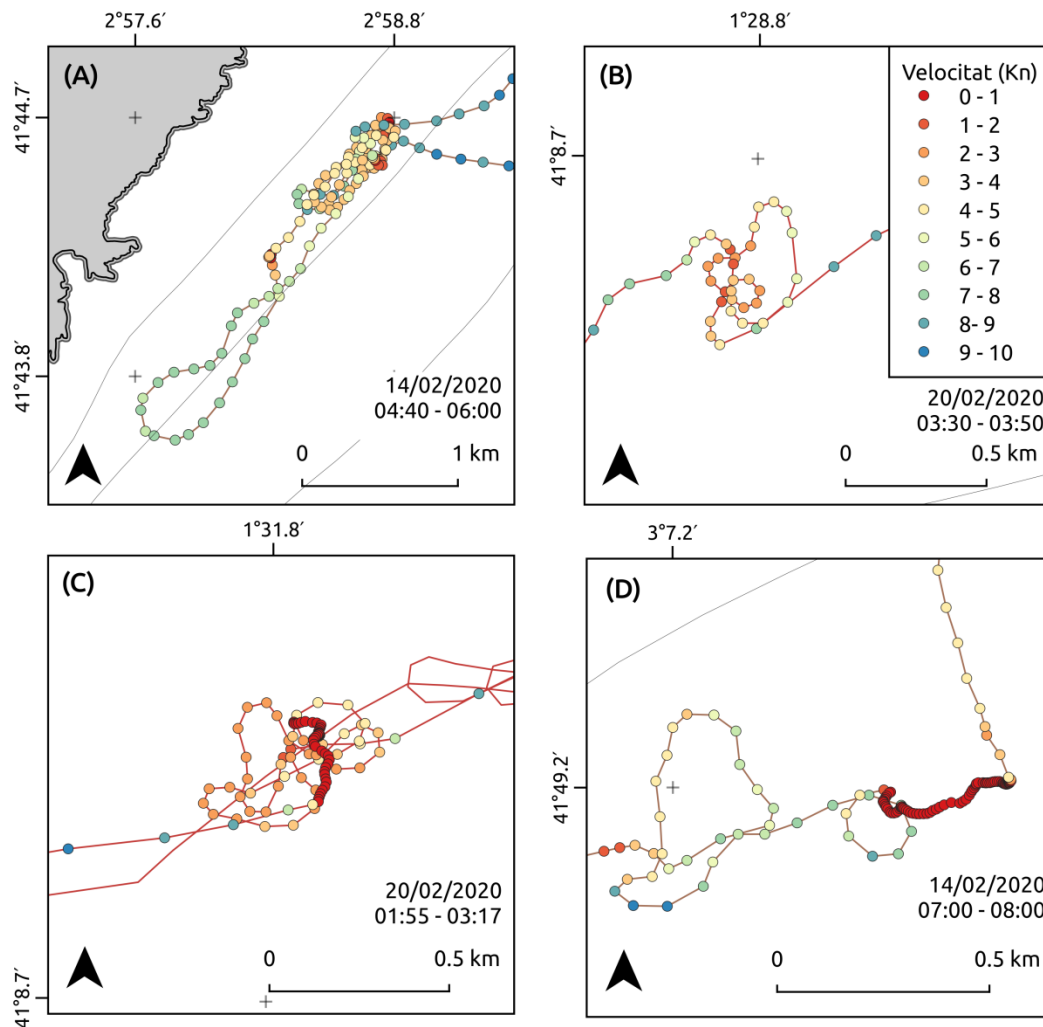 2°57.6′
2°58.8′
1°28.8′
(A)
(B)
Velocitat (Kn)
0 - 1
1 - 2
2 - 3
3 - 4
4 - 5
5 - 6
6 - 7
7 - 8
8 - 9
9 - 10
41°44.7′
41°43.8′
41°8.7′
14/02/2020
04:40 - 06:00
0
1 km
20/02/2020
03:30 - 03:50
0
0.5 km
1°31.8′
3°7.2′
(C)
(D)
41°8.7′
41°49.2′
20/02/2020
01:55 - 03:17
0
0.5 km
14/02/2020
07:00 - 08:00
0
0.5 km